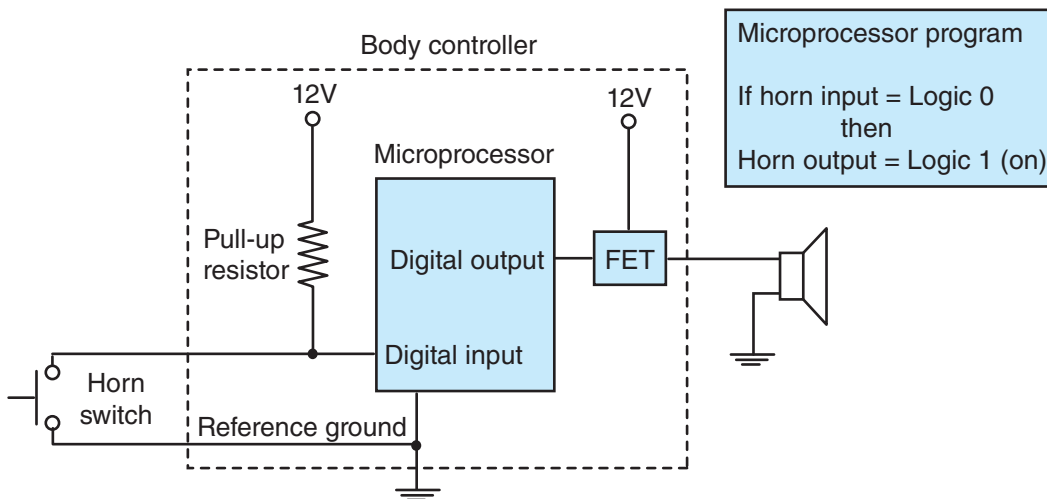 Body controller
12V
12V
Microprocessor
Pull-up
resistor
Digital output
FET
Digital input
Horn
switch
Reference ground
Microprocessor program
If horn input = Logic 0
then
Horn output = Logic 1 (on)